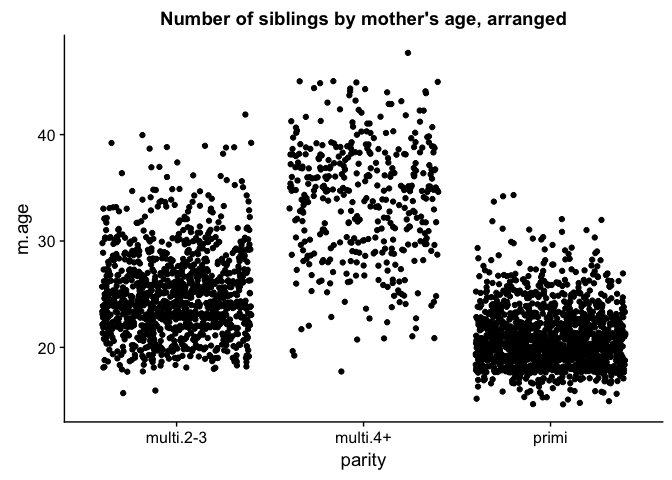 Number of siblings by mother's age, arranged
m.age
40
30
20
multi.2-3 multi.4+ primi
parity